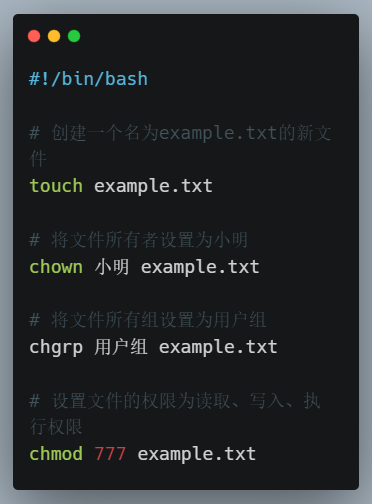 #!/bin/bash
# 创建一个名为example.txt的新文
件
touch example.txt
# 将文件所有者设置为小明
chown 小明 example.txt
# 将文件所有组设置为用户组
chgrp 用户组 example.txt
# 设置文件的权限为读取、写入、执
行权限
chmod 777 example.txt